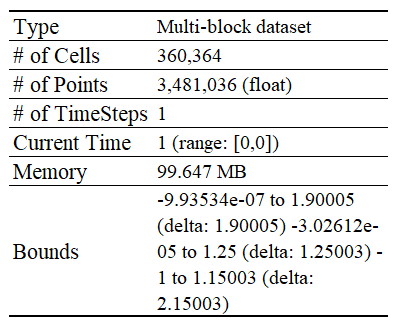 Type Multi-block dataset
# of Cells 360,364
# of Points 3,481,036 (float)
# of TimeSteps 1
Current Time 1 (range: [0,0])
Memory 99.647 MB
Bounds
-9.93534e-07 to 1.90005
(delta: 1.90005) -3.02612e-
05 to 1.25 (delta: 1.25003) -
1 to 1.15003 (delta:
2.15003)